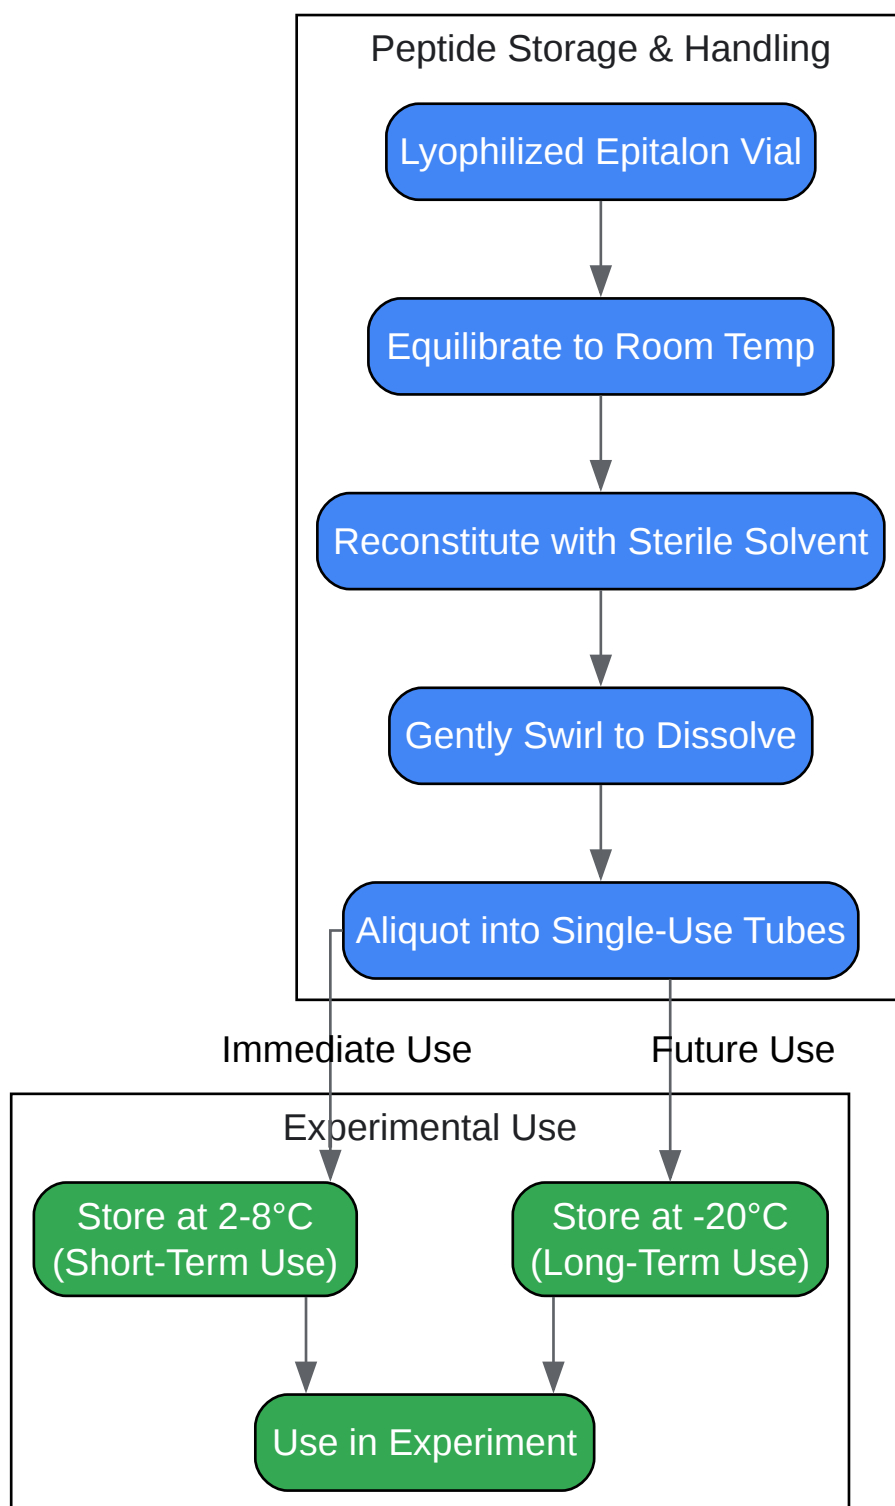 Peptide Storage & Handling
Lyophilized Epitalon Vial
Equilibrate to Room Temp
Reconstitute with Sterile Solvent
Gently Swirl to Dissolve
Aliquot into Single-Use Tubes
Immediate Use
Future Use
Experimental Use
Store at 2-8°C
(Short-Term Use)
Store at -20°C
(Long-Term Use)
Use in Experiment